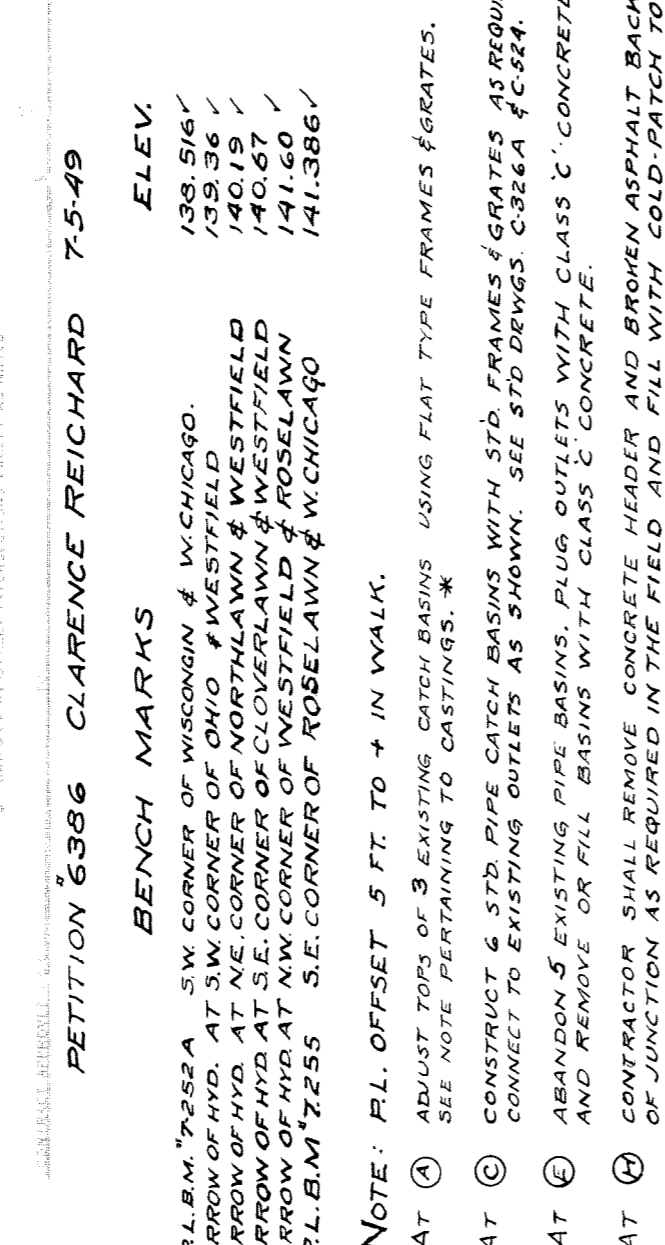 PETITION #6386 CLARENCE REICHARD 7-5-49
BENCH MARKS ELEV.
P.L.B.M. #7252A S.W. CORNER OF WISCONGIN & W.CHICAGO. 138.516✓
RROW OF HYD. AT S.W. CORNER OF OHIO & WESTFIELD 139.36 ✓
RROW OF HYD. AT N.E. CORNER OF NORTHLAWN & WESTFIELD 140.19 ✓
RROW OF HYD. AT S.E. CORNER OF CLOVERLAWN & WESTFIELD 140.67
RROW OF HYD. AT N.W. CORNER OF WESTFIELD & ROSELAWN 141.60 ✓
P.L.B.M #7255 S.E. CORNER OF ROSELAWN & W.CHICAGO 141.386✓
NOTE: P.L. OFFSET 5 FT. TO + IN WALK.
AT (A) ADJUST TOPS OF 3 EXISTING CATCH BASINS USING FLAT TYPE FRAMES & GRATES.
SEE NOTE PERTAINING TO CASTINGS. *
AT (C) CONSTRUCT 6 STD. PIPE CATCH BASINS WITH STD. FRAMES & GRATES AS REQUI
CONNECT TO EXISTING OUTLETS AS SHOWN. SEE STD DRWGS. C-326A & C-524.
AT (E) ABANDON 5 EXISTING PIPE BASINS. PLUG OUTLETS WITH CLASS 'C' CONCRETE
AND REMOVE OR FILL BASINS WITH CLASS 'C' CONCRETE.
AT (H) CONTRACTOR SHALL REMOVE CONCRETE HEADER AND BROKEN ASPHALT BACK
OF JUNCTION AS REQUIRED IN THE FIELD AND FILL WITH COLD-PATCH TO